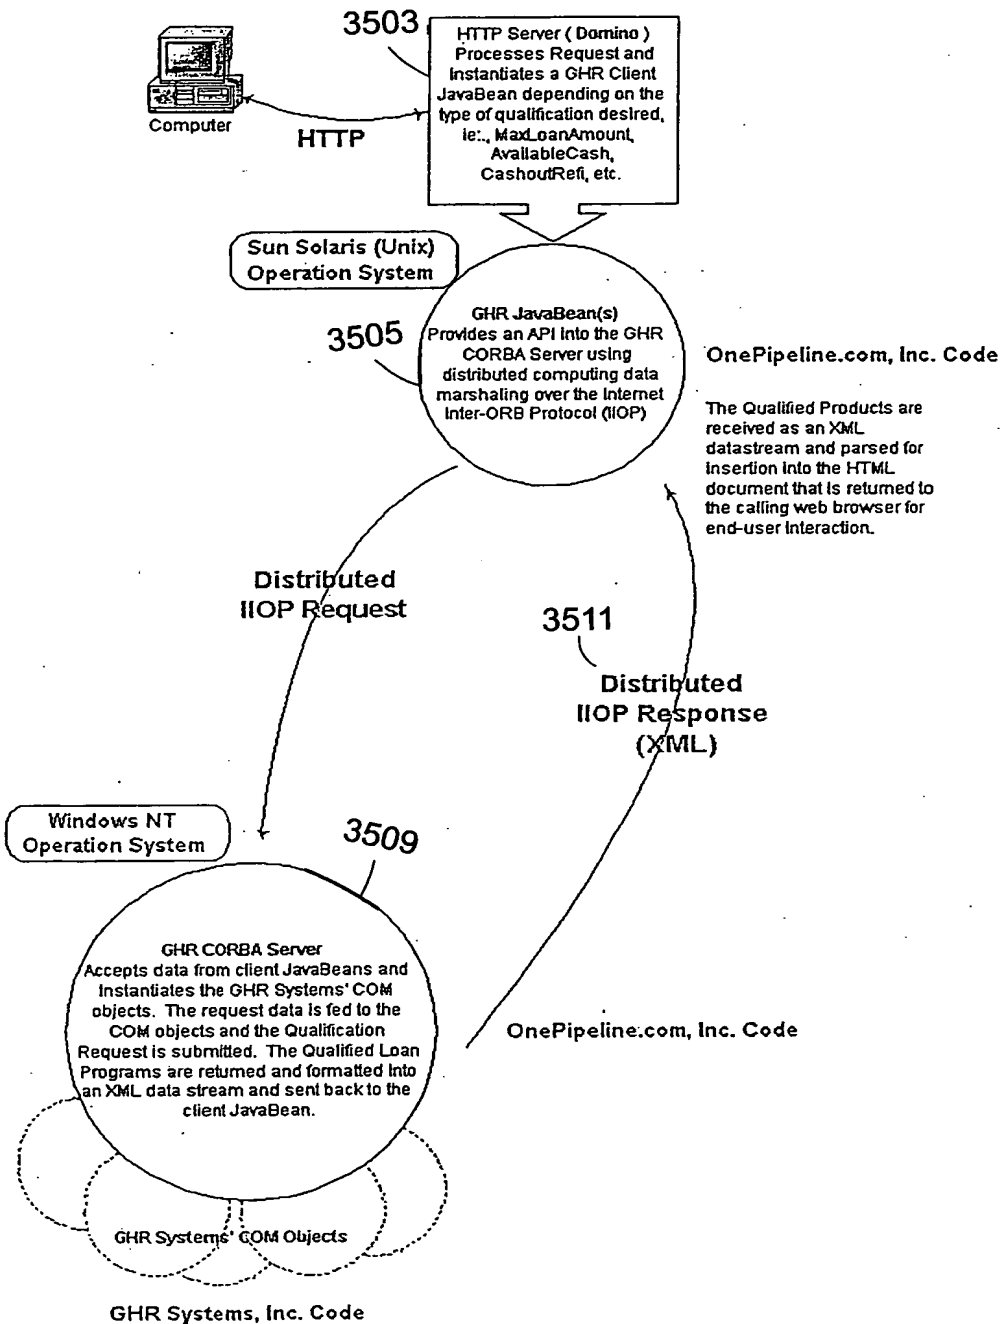 3503
HTTP Server ( Domino )
Processes Request and
Instantiates a GHR Client
JavaBean depending on the
type of qualification desired,
ie:., MaxLoanAmount,
AvailableCash,
CashoutRefi, etc.
Computer
HTTP
Sun Solaris (Unix)
Operation System
3505
GHR JavaBean(s)
Provides an API into the GHR
CORBA Server using
distributed computing data
marshaling over the Internet
Inter-ORB Protocol (IIOP)
OnePipeline.com, Inc. Code
The Qualified Products are
received as an XML
datastream and parsed for
insertion into the HTML
document that is returned to
the calling web browser for
end-user interaction.
Distributed
IIOP Request
3511
Distributed
IIOP Response
(XML)
Windows NT
Operation System
3509
GHR CORBA Server
Accepts data from client JavaBeans and
Instantiates the GHR Systems' COM
objects. The request data is fed to the
COM objects and the Qualification
Request is submitted. The Qualified Loan
Programs are returned and formatted into
an XML data stream and sent back to the
client JavaBean.
OnePipeline.com, Inc. Code
GHR Systems' COM Objects
GHR Systems, Inc. Code